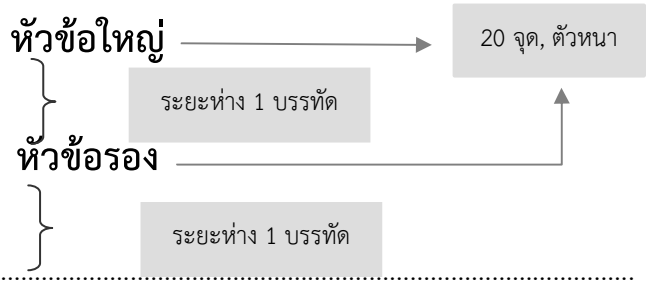 หัวข้อใหญ่
20 จุด, ตัวหนา
ระยะห่าง 1 บรรทัด
หัวข้อรอง
ระยะห่าง 1 บรรทัด